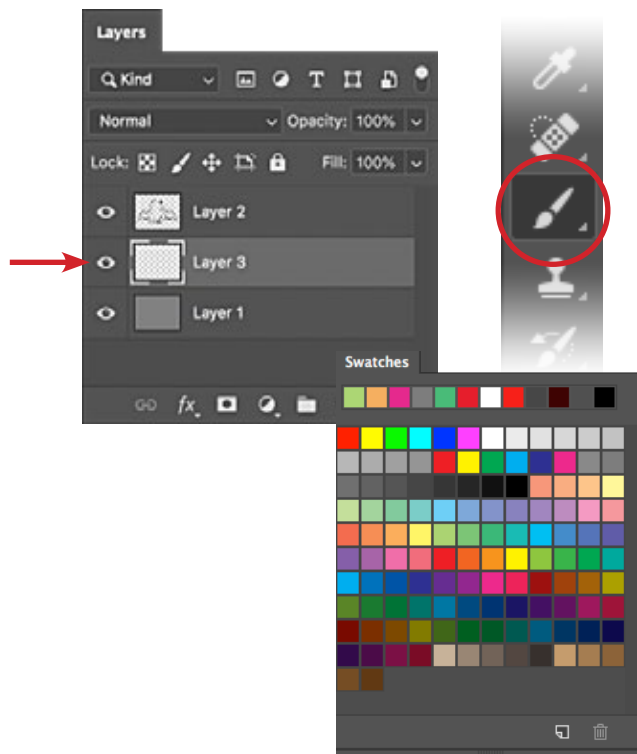 Layers
Kind
Normal Opacity: 100%
Lock: Fill: 100%
Layer 2
Layer 3
Layer 1
fx
Swatches